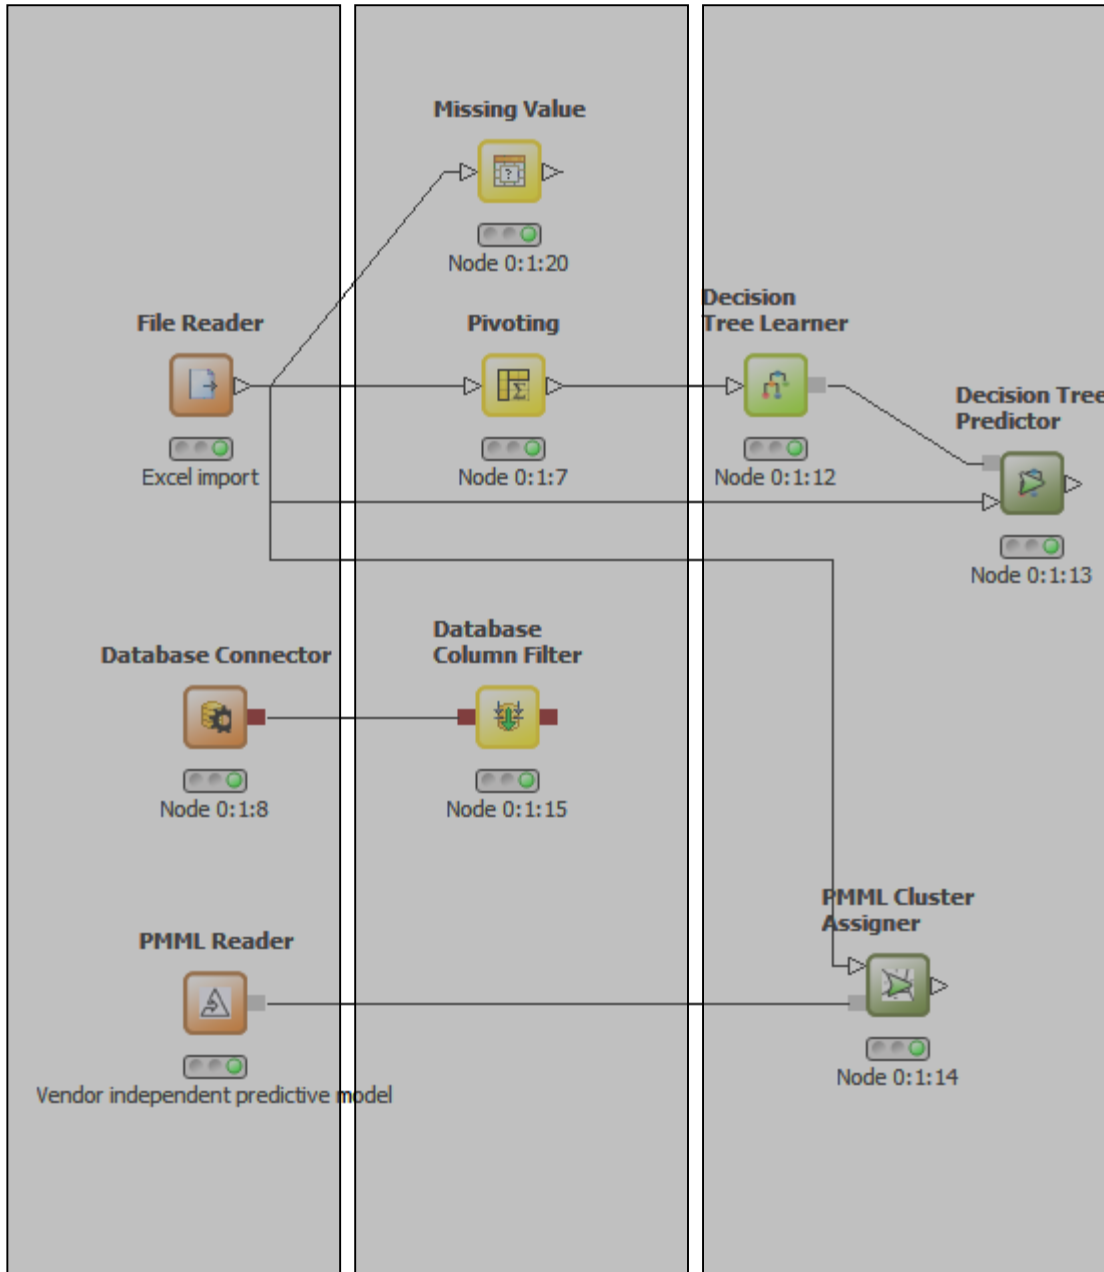 Missing Value
Node 0:1:20
File Reader
Excel import
Pivoting
Node 0:1:7
Decision
Tree Learner
Node 0:1:12
Decision Tree
Predictor
Node 0:1:13
Database Connector
Node 0:1:8
Database
Column Filter
Node 0:1:15
PMML Reader
Vendor independent predictive model
PMML Cluster
Assigner
Node 0:1:14